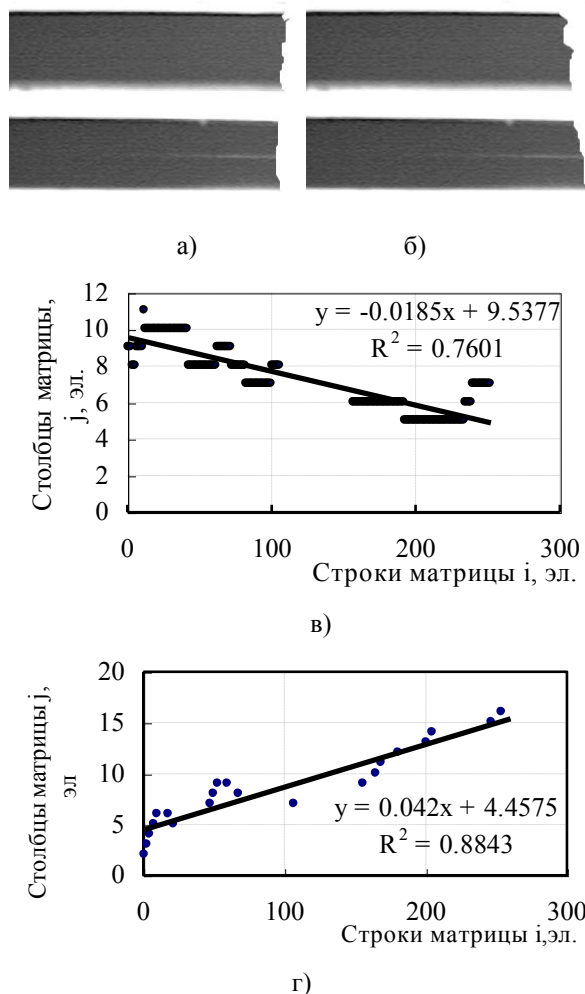 а) б)
Столбцы матрицы,
j, эл.
12
10
8
6
4
2
0
y = -0.0185x + 9.5377
R² = 0.7601
0 100 200 300
Строки матрицы i, эл.
в)
Столбцы матрицы j,
эл
20
15
10
5
0
y = 0.042x + 4.4575
R² = 0.8843
0 100 200 300
Строки матрицы i,эл.
г)